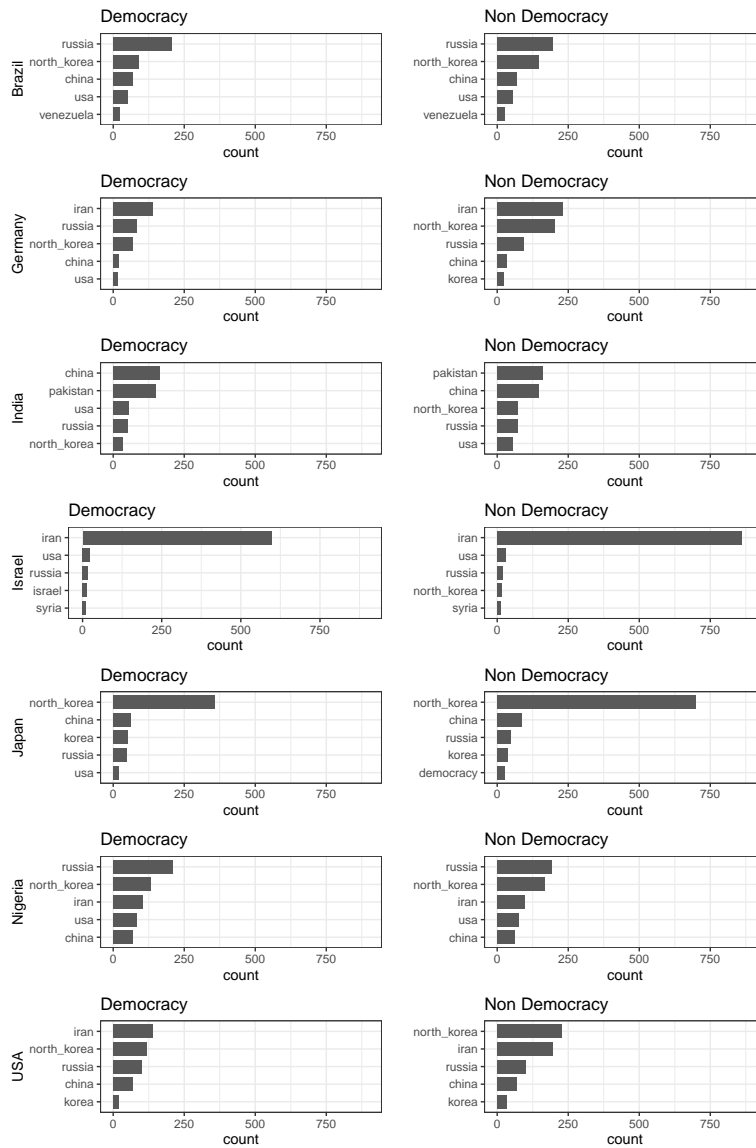 Democracy
Brazil
russia
north_korea
china
usa
venezuela
0 250 500 750
count
Non Democracy
russia
north_korea
china
usa
venezuela
0 250 500 750
count
Democracy
Germany
iran
russia
north_korea
china
usa
0 250 500 750
count
Non Democracy
iran
north_korea
russia
china
korea
0 250 500 750
count
Democracy
India
china
pakistan
usa
russia
north_korea
0 250 500 750
count
Non Democracy
pakistan
china
north_korea
russia
usa
0 250 500 750
count
Democracy
Israel
iran
usa
russia
israel
syria
0 250 500 750
count
Non Democracy
iran
usa
russia
north_korea
syria
0 250 500 750
count
Democracy
Japan
north_korea
china
korea
russia
usa
0 250 500 750
count
Non Democracy
north_korea
china
russia
korea
democracy
0 250 500 750
count
Democracy
Nigeria
russia
north_korea
iran
usa
china
0 250 500 750
count
Non Democracy
russia
north_korea
iran
usa
china
0 250 500 750
count
Democracy
USA
iran
north_korea
russia
china
korea
0 250 500 750
count
Non Democracy
north_korea
iran
russia
china
korea
0 250 500 750
count